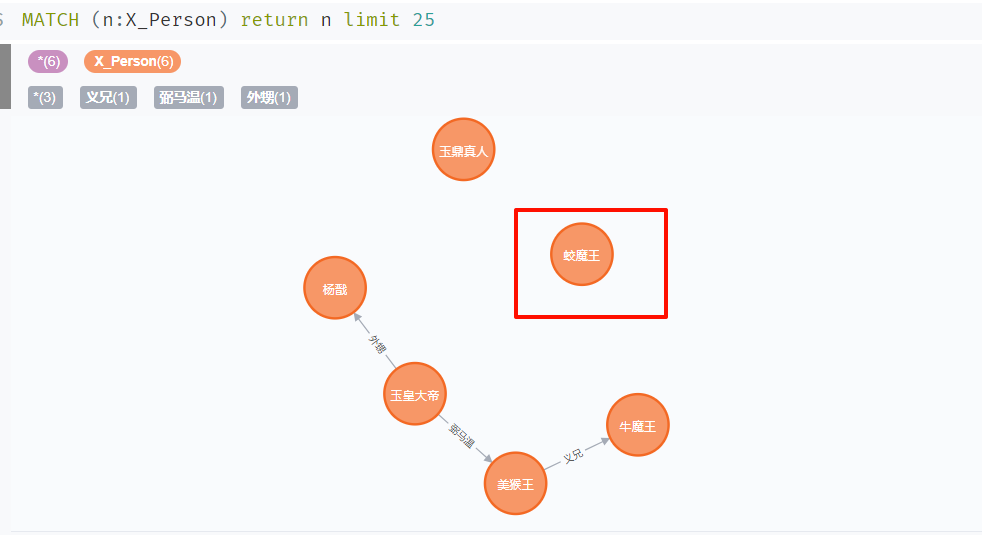 MATCH (n:X_Person) return n limit 25
*(6) X_Person(6)
*(3) 义兄(1) 弼马温(1) 外甥(1)
玉鼎真人
蛟魔王
杨戬
外甥
玉皇大帝
弼马温
牛魔王
义兄
美猴王